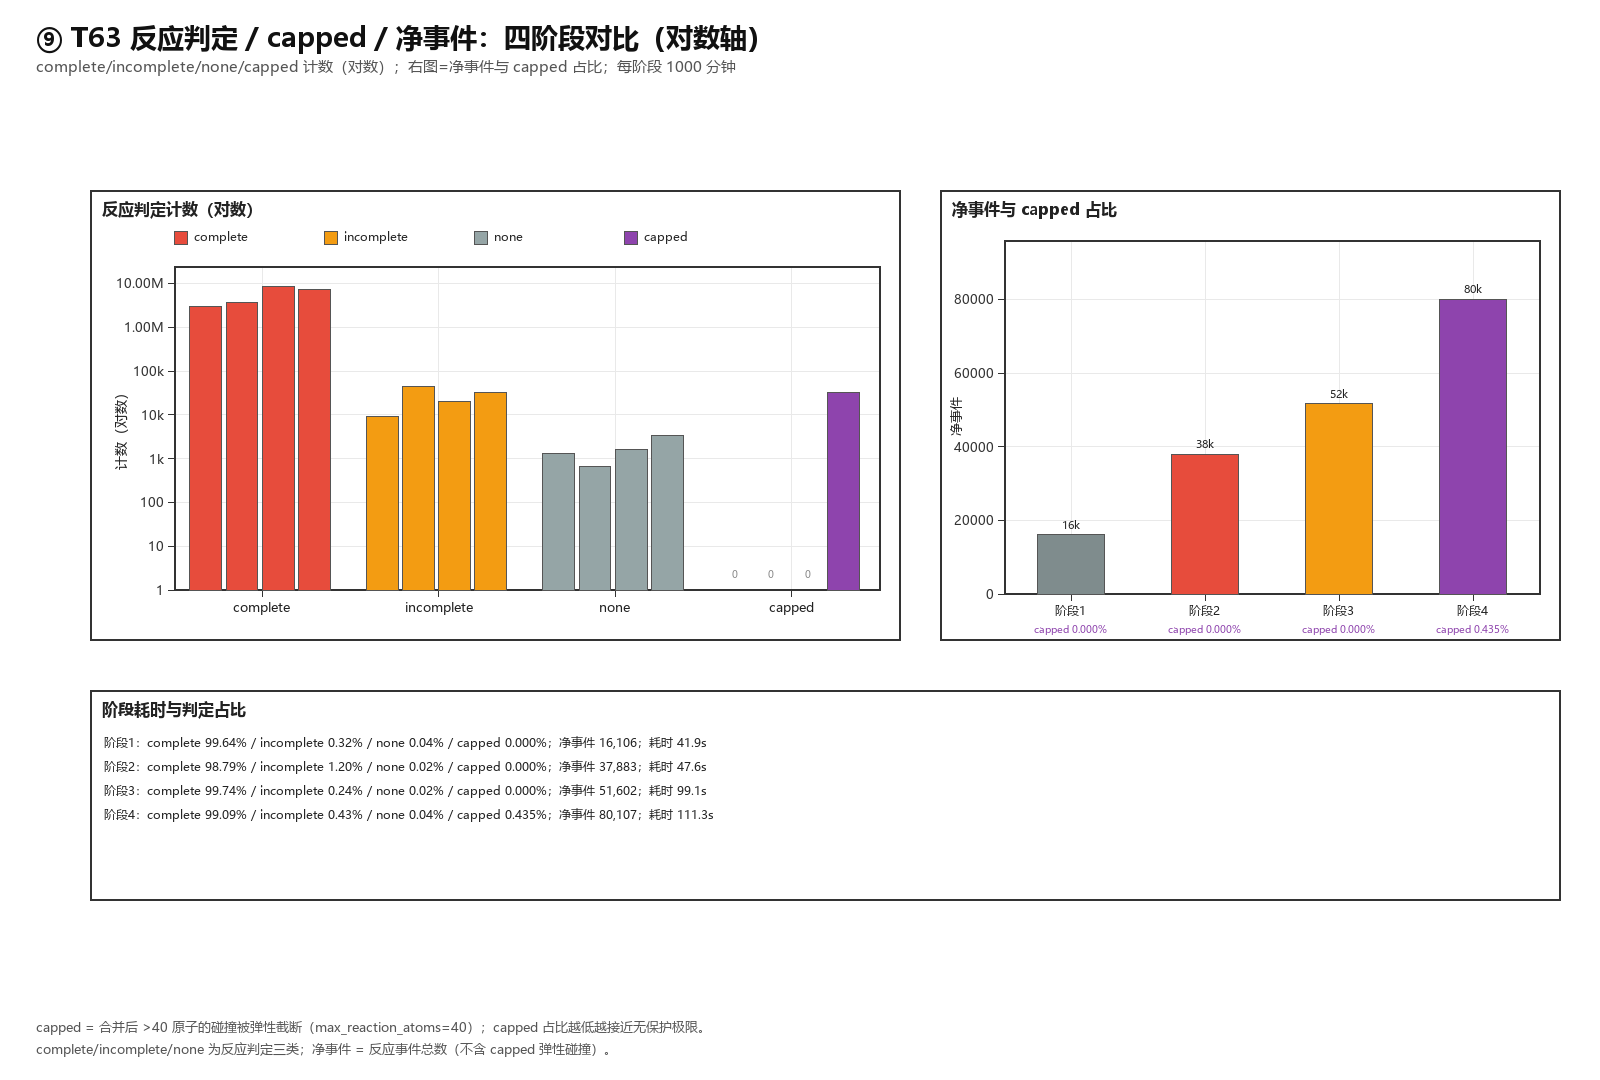 ⑨ T63 反应判定 / capped / 净事件：四阶段对比（对数轴）
complete/incomplete/none/capped 计数（对数）；右图=净事件与 capped 占比；每阶段 1000 分钟
反应判定计数（对数）
complete
incomplete
none
capped
计数（对数）
10.00M
1.00M
100k
10k
1k
100
10
1
0
0
0
complete
incomplete
none
capped
净事件与 capped 占比
净事件
80000
60000
40000
20000
0
16k
38k
52k
80k
阶段1
阶段2
阶段3
阶段4
capped 0.000%
capped 0.000%
capped 0.000%
capped 0.435%
阶段耗时与判定占比
阶段1：complete 99.64% / incomplete 0.32% / none 0.04% / capped 0.000%；净事件 16,106；耗时 41.9s
阶段2：complete 98.79% / incomplete 1.20% / none 0.02% / capped 0.000%；净事件 37,883；耗时 47.6s
阶段3：complete 99.74% / incomplete 0.24% / none 0.02% / capped 0.000%；净事件 51,602；耗时 99.1s
阶段4：complete 99.09% / incomplete 0.43% / none 0.04% / capped 0.435%；净事件 80,107；耗时 111.3s
capped = 合并后 >40 原子的碰撞被弹性截断（max_reaction_atoms=40）；capped 占比越低越接近无保护极限。
complete/incomplete/none 为反应判定三类；净事件 = 反应事件总数（不含 capped 弹性碰撞）。